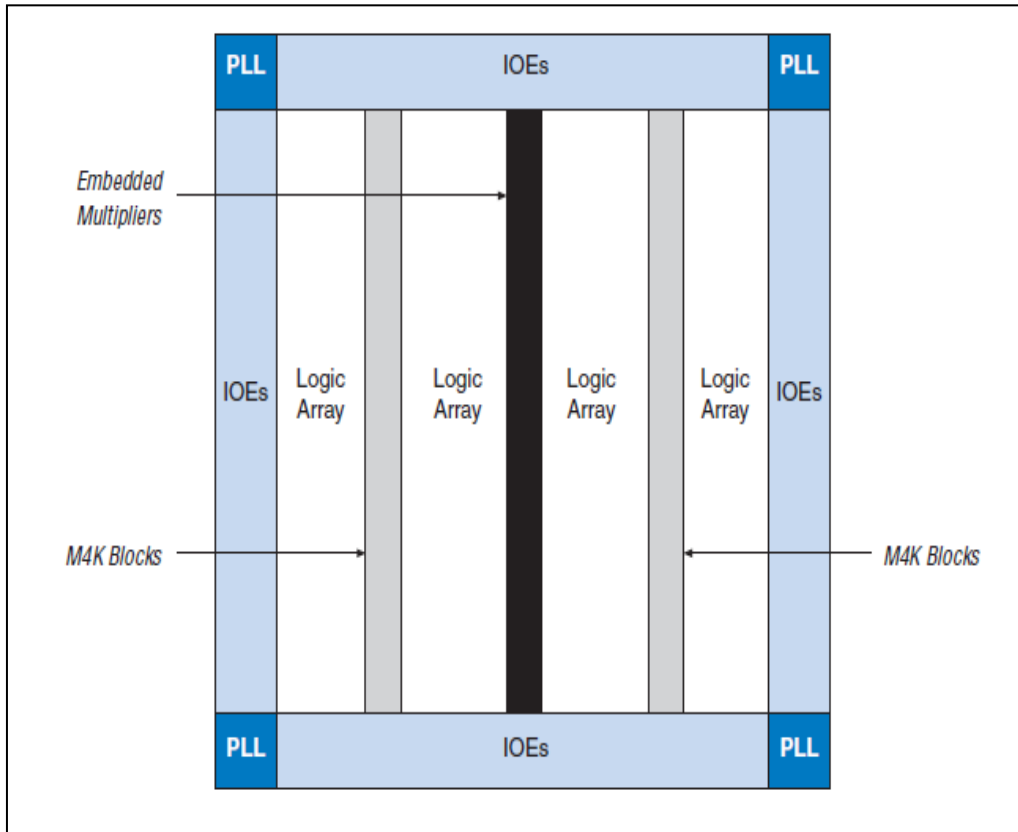 PLL
IOEs
PLL
Embedded
Multipliers
IOEs
Logic
Array
Logic
Array
Logic
Array
Logic
Array
IOEs
M4K Blocks
M4K Blocks
PLL
IOEs
PLL